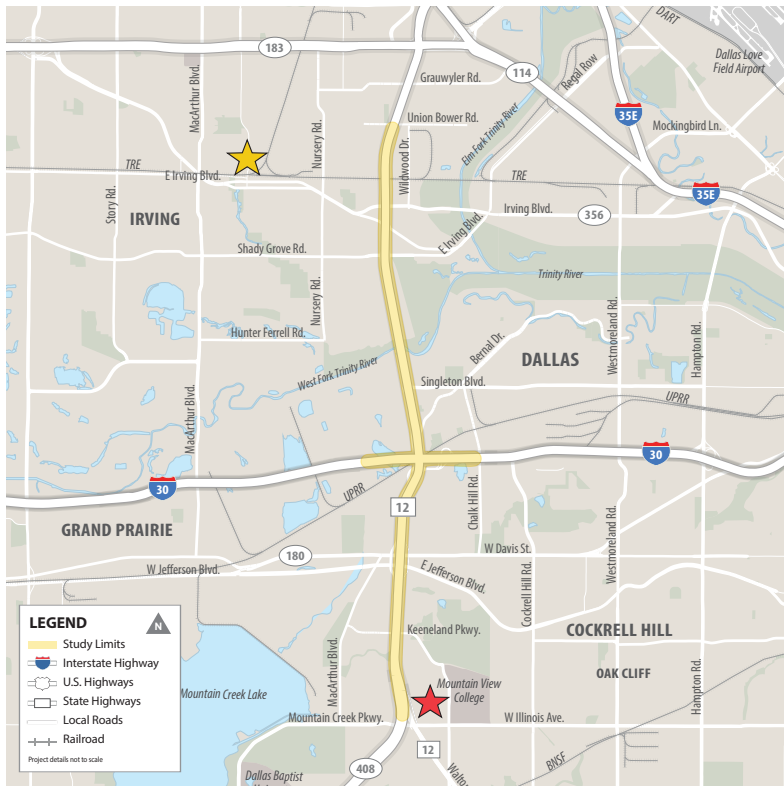 183
Grauwyler Rd.
114
Regal Row
DART
Dallas Love
Field Airport
35E
MacArthur Blvd.
Nursery Rd.
Union Bower Rd.
Wildwood Dr.
Elm Fork Trinity River
Mockingbird Ln.
TRE
E Irving Blvd.
TRE
35E
Story Rd.
IRVING
Irving Blvd.
356
E Irving Blvd.
Shady Grove Rd.
Trinity River
Nursery Rd.
Hunter Ferrell Rd.
Bernal Dr.
DALLAS
Westmoreland Rd.
Hampton Rd.
West Fork Trinity River
Singleton Blvd.
UPRR
MacArthur Blvd.
30
30
UPRR
12
Chalk Hill Rd.
GRAND PRAIRIE
180
W Davis St.
W Jefferson Blvd.
E Jefferson Blvd.
Cockrell Hill Rd.
Westmoreland Rd.
Keeneland Pkwy.
COCKRELL HILL
OAK CLIFF
MacArthur Blvd.
Hampton Rd.
Mountain Creek Lake
Mountain View
College
Mountain Creek Pkwy.
W Illinois Ave.
12
408
Walton
BNSF
Dallas Baptist
LEGEND
N
Study Limits
Interstate Highway
U.S. Highways
State Highways
Local Roads
Railroad
Project details not to scale